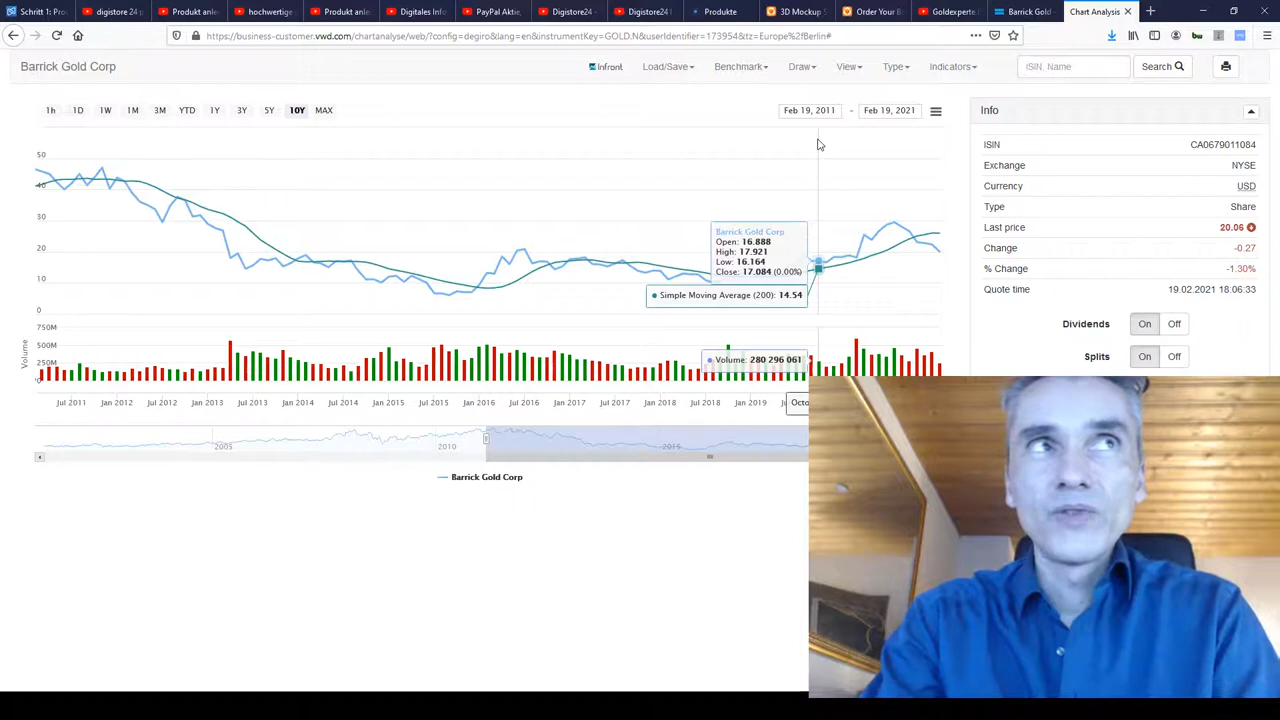 Schritt 1: Pro
digistore 24 p
Produkt anle
hochwertige
Produkt anle
Digitales Info
PayPal Aktie,
Digistore24 -
Digistore24
Produkte
3D Mockup S
Order Your B
Goldexperte
Barrick Gold
Chart Analysis
https://business-customer.vwd.com/chartanalyse/web/?config=degiro&lang=en&instrumentKey=GOLD.N&userIdentifier=173954&tz=Europe%2fBerlin#
Barrick Gold Corp
infront
Load/Save
Benchmark
Draw
View
Type
Indicators
ISIN, Name
Search
1h 1D 1W 1M 3M YTD 1Y 3Y 5Y 10Y MAX
Feb 19, 2011 - Feb 19, 2021
50
40
30
20
10
0
Barrick Gold Corp
Open: 16.888
High: 17.921
Low: 16.164
Close: 17.084 (0.00%)
Simple Moving Average (200): 14.54
750M
500M
250M
0
Volume
Volume: 280 296 061
Jul 2011 Jan 2012 Jul 2012 Jan 2013 Jul 2013 Jan 2014 Jul 2014 Jan 2015 Jul 2015 Jan 2016 Jul 2016 Jan 2017 Jul 2017 Jan 2018 Jul 2018 Jan 2019
Octo
2005
2010
2015
Barrick Gold Corp
Info
ISIN CA0679011084
Exchange NYSE
Currency USD
Type Share
Last price 20.06
Change -0.27
% Change -1.30%
Quote time 19.02.2021 18:06:33
Dividends On Off
Splits On Off